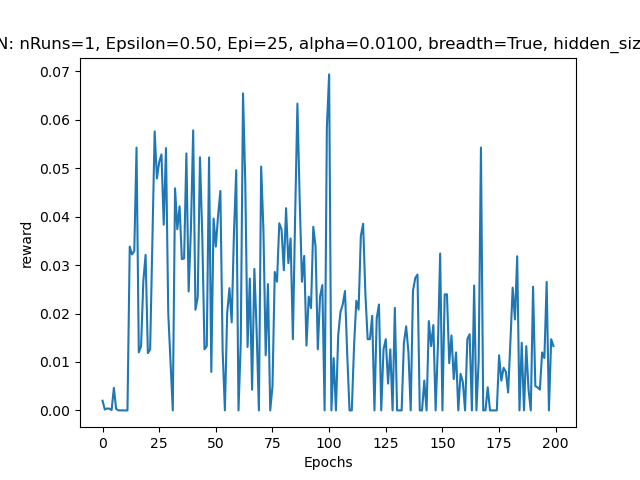 N: nRuns=1, Epsilon=0.50, Epi=25, alpha=0.0100, breadth=True, hidden_siz
0.07
0.06
0.05
0.04
0.03
0.02
0.01
0.00
reward
0 25 50 75 100 125 150 175 200
Epochs